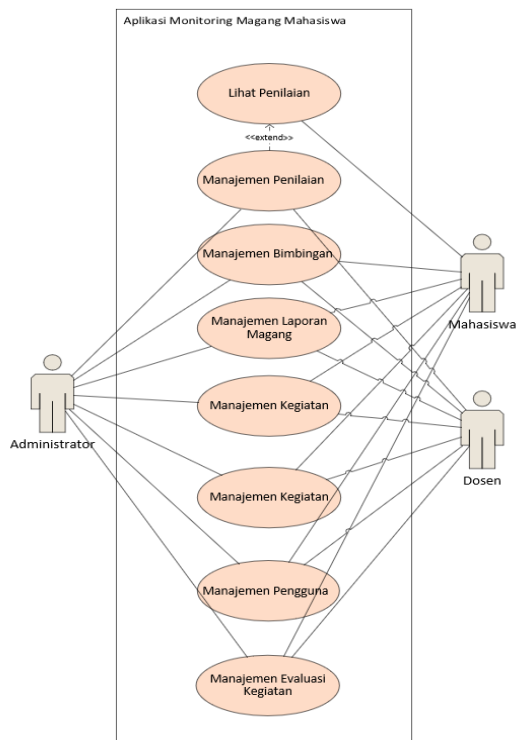 Aplikasi Monitoring Magang Mahasiswa
Lihat Penilaian
<<extend>>
Manajemen Penilaian
Manajemen Bimbingan
Manajemen Laporan
Magang
Mahasiswa
Manajemen Kegiatan
Administrator
Dosen
Manajemen Kegiatan
Manajemen Pengguna
Manajemen Evaluasi
Kegiatan